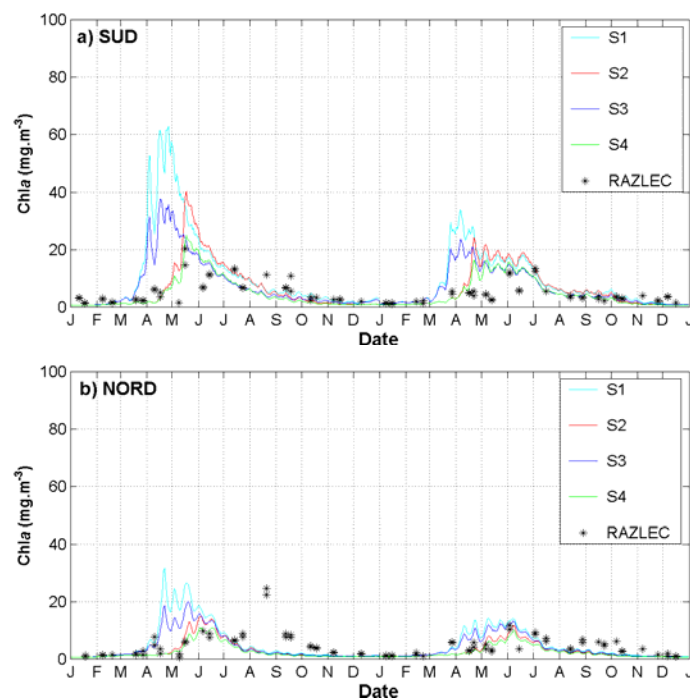 a) SUD
100
80
60
40
20
0
Chla (mg.m-3)
S1
S2
S3
S4
RAZLEC
J F M A M J J A S O N D J F M A M J J A S O N D J
Date
b) NORD
100
80
60
40
20
0
Chla (mg.m-3)
S1
S2
S3
S4
RAZLEC
J F M A M J J A S O N D J F M A M J J A S O N D J
Date